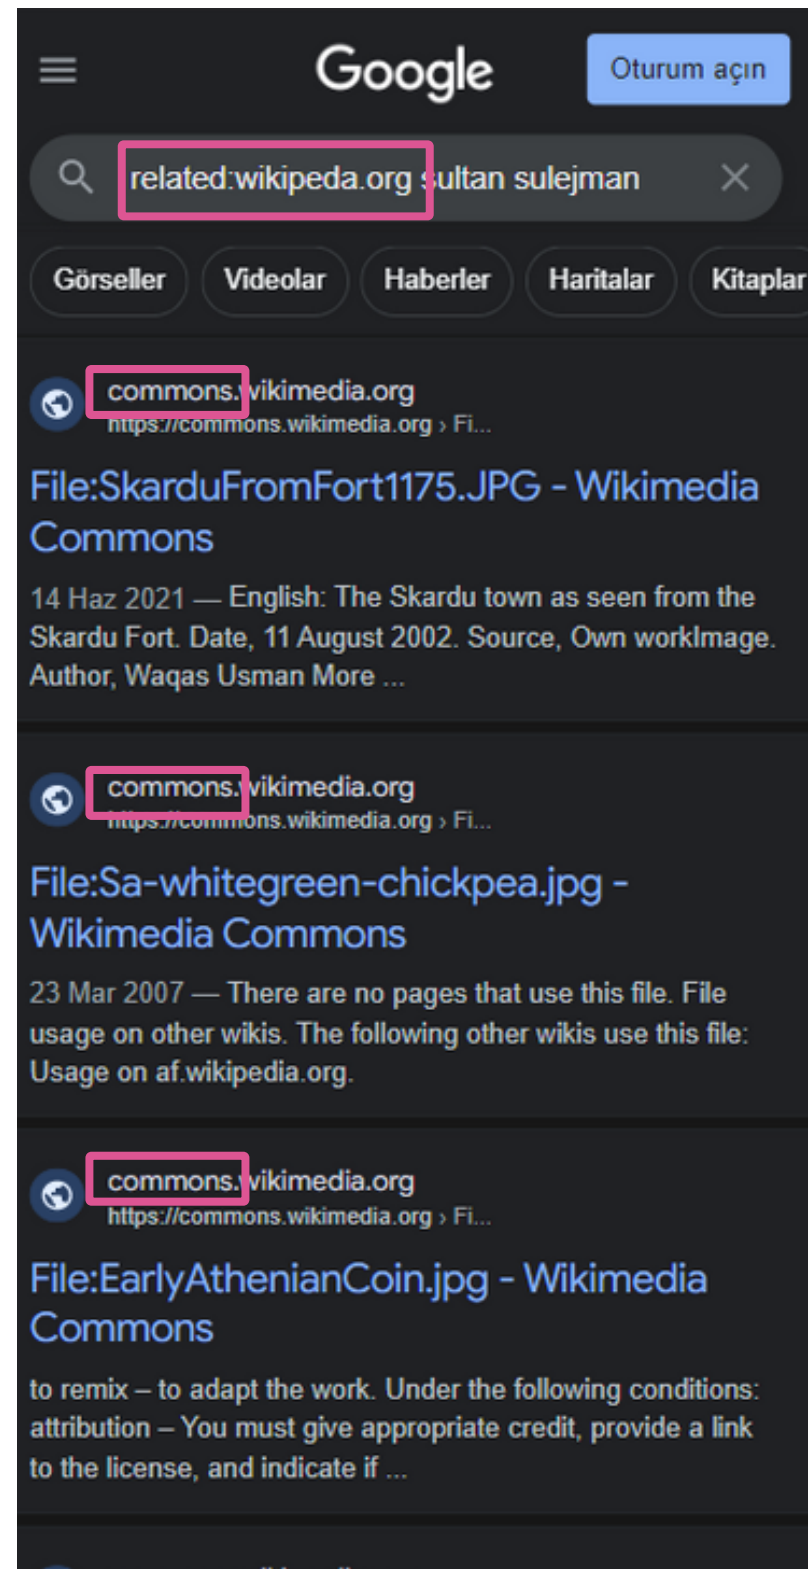 Google
Oturum açın
related:wikipeda.org sultan sulejman
Görseller
Videolar
Haberler
Haritalar
Kitaplar
commons.wikimedia.org
https://commons.wikimedia.org › Fi...
File:SkarduFromFort1175.JPG - Wikimedia
Commons
14 Haz 2021 — English: The Skardu town as seen from the
Skardu Fort. Date, 11 August 2002. Source, Own workImage.
Author, Waqas Usman More ...
commons.wikimedia.org
https://commons.wikimedia.org › Fi...
File:Sa-whitegreen-chickpea.jpg -
Wikimedia Commons
23 Mar 2007 — There are no pages that use this file. File
usage on other wikis. The following other wikis use this file:
Usage on af.wikipedia.org.
commons.wikimedia.org
https://commons.wikimedia.org › Fi...
File:EarlyAthenianCoin.jpg - Wikimedia
Commons
to remix – to adapt the work. Under the following conditions:
attribution – You must give appropriate credit, provide a link
to the license, and indicate if ...